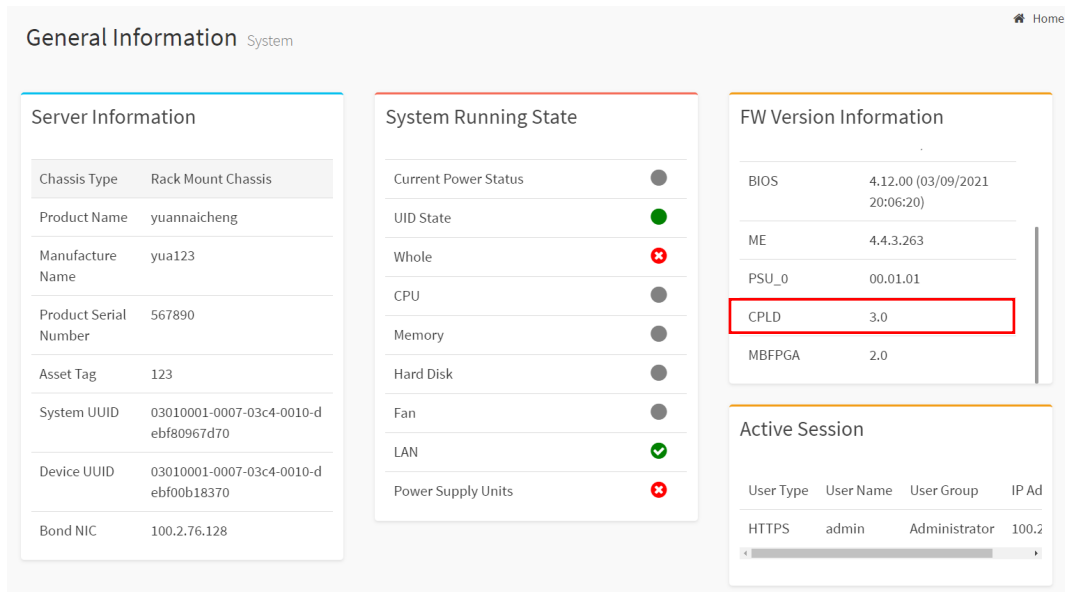 Home
General Information System
Server Information
Chassis Type Rack Mount Chassis
Product Name yuannaicheng
Manufacture yua123
Name
Product Serial 567890
Number
Asset Tag 123
System UUID 03010001-0007-03c4-0010-d
ebf80967d70
Device UUID 03010001-0007-03c4-0010-d
ebf00b18370
Bond NIC 100.2.76.128
System Running State
Current Power Status
UID State
Whole
CPU
Memory
Hard Disk
Fan
LAN
Power Supply Units
FW Version Information
BIOS 4.12.00 (03/09/2021
20:06:20)
ME 4.4.3.263
PSU_0 00.01.01
CPLD 3.0
MBFPGA 2.0
Active Session
User Type User Name User Group IP Ad
HTTPS admin Administrator 100.2